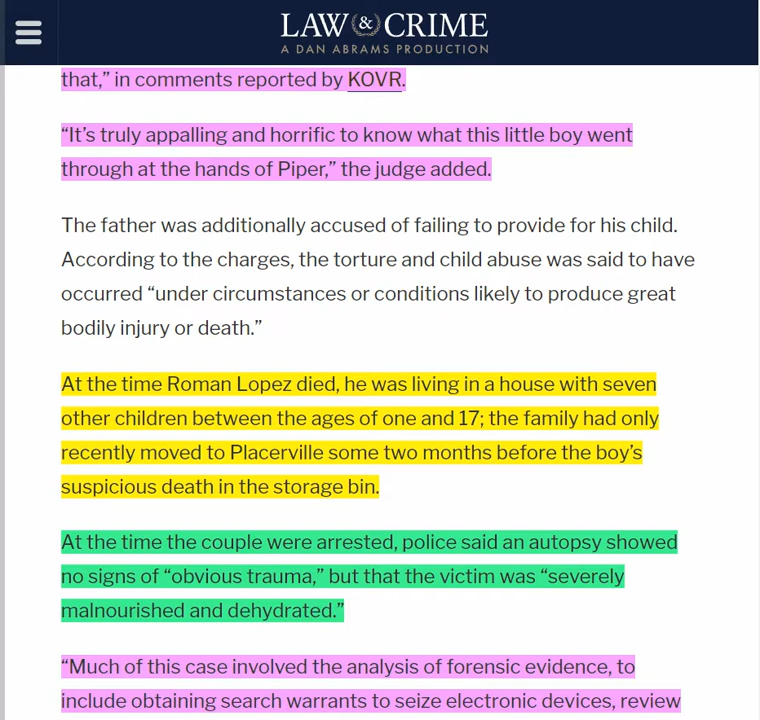 LAW & CRIME
A DAN ABRAMS PRODUCTION
that,” in comments reported by KOVR.
“It’s truly appalling and horrific to know what this little boy went
through at the hands of Piper,” the judge added.
The father was additionally accused of failing to provide for his child.
According to the charges, the torture and child abuse was said to have
occurred “under circumstances or conditions likely to produce great
bodily injury or death.”
At the time Roman Lopez died, he was living in a house with seven
other children between the ages of one and 17; the family had only
recently moved to Placerville some two months before the boy’s
suspicious death in the storage bin.
At the time the couple were arrested, police said an autopsy showed
no signs of “obvious trauma,” but that the victim was “severely
malnourished and dehydrated.”
“Much of this case involved the analysis of forensic evidence, to
include obtaining search warrants to seize electronic devices, review